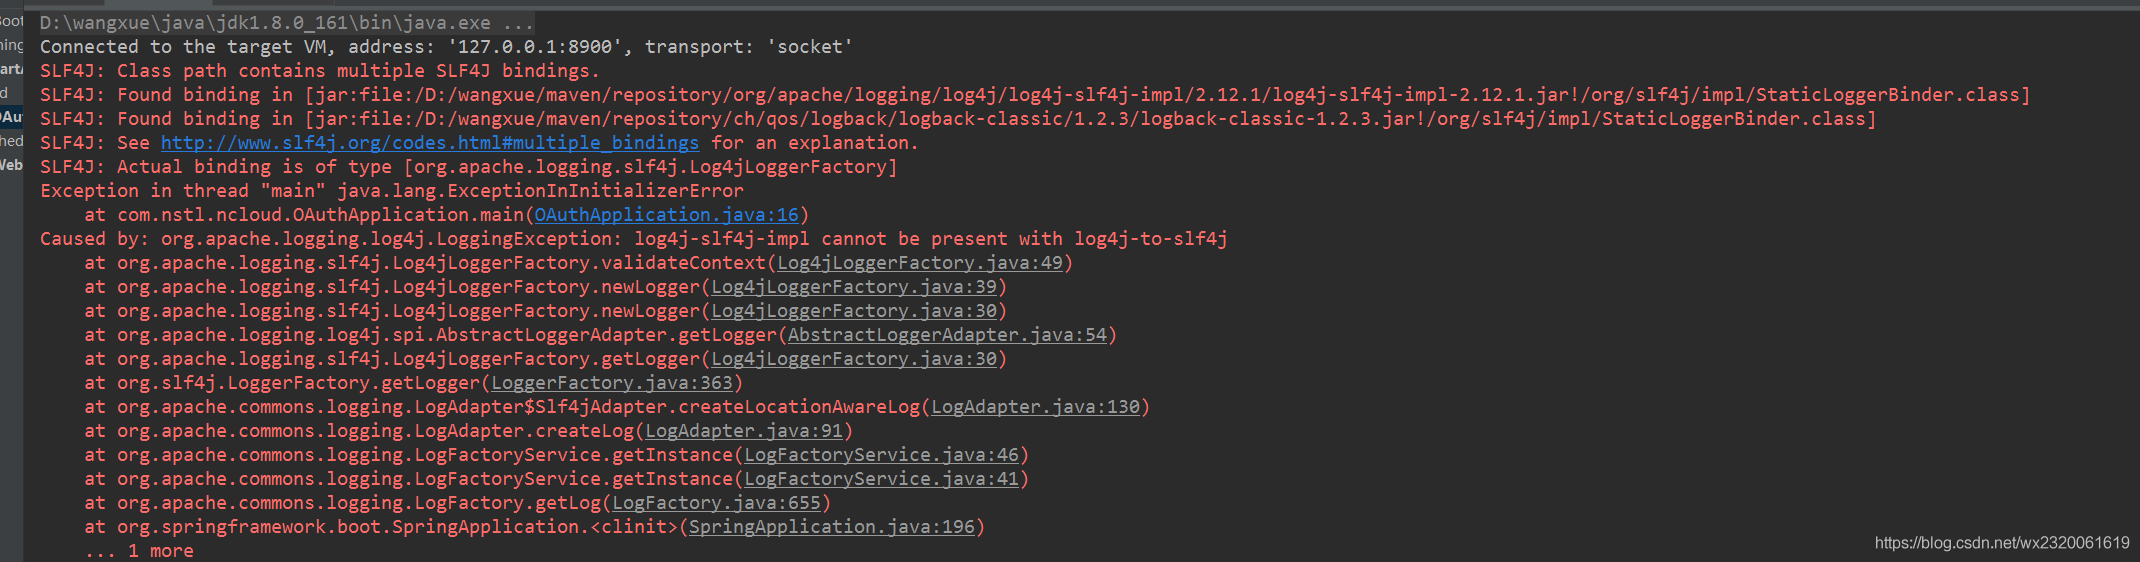 Boot
D:\wangxue\java\jdk1.8.0_161\bin\java.exe ...
ning
Connected to the target VM, address: '127.0.0.1:8900', transport: 'socket'
art
SLF4J: Class path contains multiple SLF4J bindings.
d
SLF4J: Found binding in [jar:file:/D:/wangxue/maven/repository/org/apache/logging/log4j/log4j-slf4j-impl/2.12.1/log4j-slf4j-impl-2.12.1.jar!/org/slf4j/impl/StaticLoggerBinder.class]
OAu
SLF4J: Found binding in [jar:file:/D:/wangxue/maven/repository/ch/qos/logback/logback-classic/1.2.3/logback-classic-1.2.3.jar!/org/slf4j/impl/StaticLoggerBinder.class]
hed
SLF4J: See http://www.slf4j.org/codes.html#multiple_bindings for an explanation.
Web
SLF4J: Actual binding is of type [org.apache.logging.slf4j.Log4jLoggerFactory]
Exception in thread "main" java.lang.ExceptionInInitializerError
at com.nstl.ncloud.OAuthApplication.main(OAuthApplication.java:16)
Caused by: org.apache.logging.log4j.LoggingException: log4j-slf4j-impl cannot be present with log4j-to-slf4j
at org.apache.logging.slf4j.Log4jLoggerFactory.validateContext(Log4jLoggerFactory.java:49)
at org.apache.logging.slf4j.Log4jLoggerFactory.newLogger(Log4jLoggerFactory.java:39)
at org.apache.logging.slf4j.Log4jLoggerFactory.newLogger(Log4jLoggerFactory.java:30)
at org.apache.logging.log4j.spi.AbstractLoggerAdapter.getLogger(AbstractLoggerAdapter.java:54)
at org.apache.logging.slf4j.Log4jLoggerFactory.getLogger(Log4jLoggerFactory.java:30)
at org.slf4j.LoggerFactory.getLogger(LoggerFactory.java:363)
at org.apache.commons.logging.LogAdapter$Slf4jAdapter.createLocationAwareLog(LogAdapter.java:130)
at org.apache.commons.logging.LogAdapter.createLog(LogAdapter.java:91)
at org.apache.commons.logging.LogFactoryService.getInstance(LogFactoryService.java:46)
at org.apache.commons.logging.LogFactoryService.getInstance(LogFactoryService.java:41)
at org.apache.commons.logging.LogFactory.getLog(LogFactory.java:655)
at org.springframework.boot.SpringApplication.<clinit>(SpringApplication.java:196)
... 1 more
https://blog.csdn.net/wx2320061619